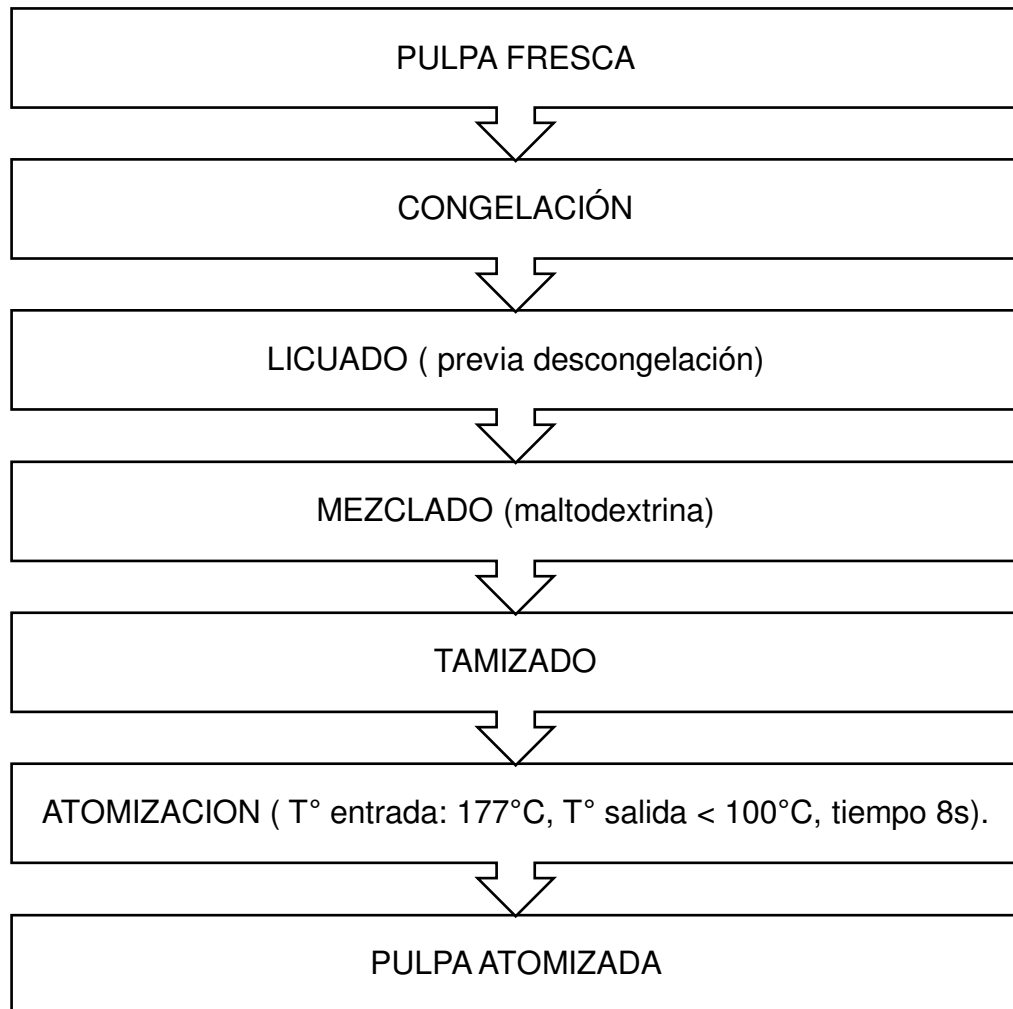 PULPA FRESCA
CONGELACIÓN
LICUADO ( previa descongelación)
MEZCLADO (maltodextrina)
TAMIZADO
ATOMIZACION ( T° entrada: 177°C, T° salida < 100°C, tiempo 8s).
PULPA ATOMIZADA